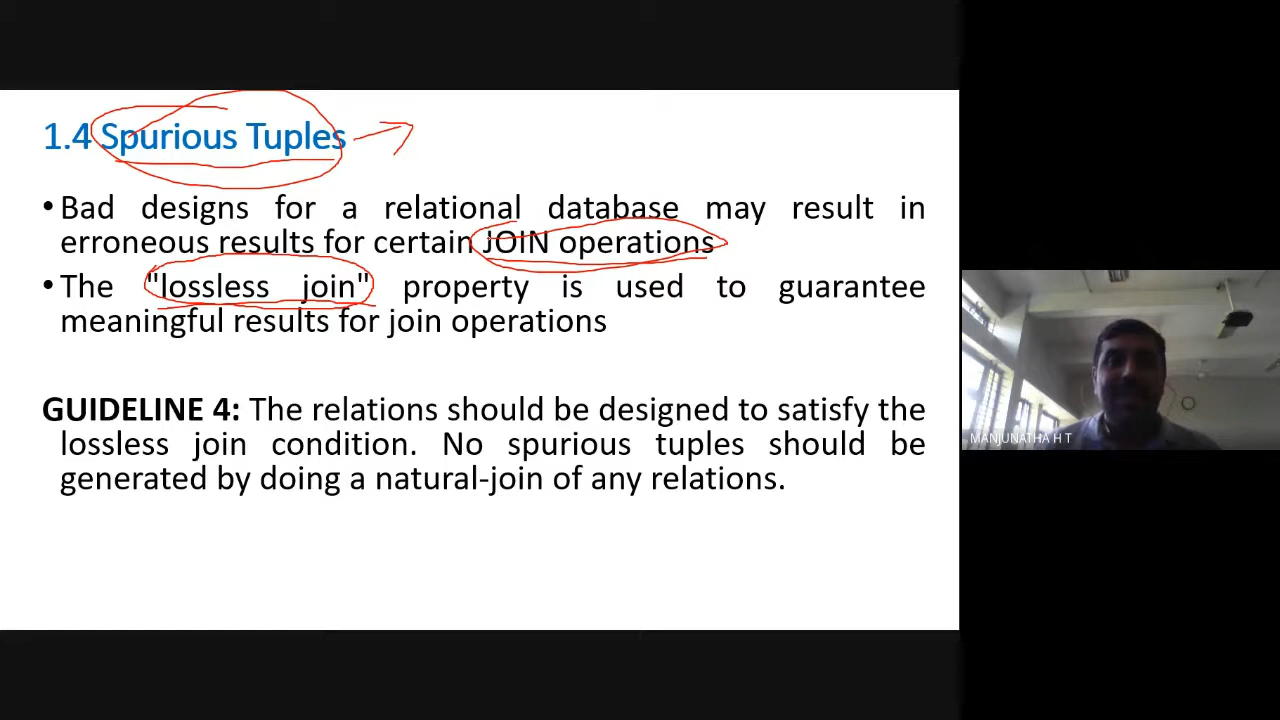 1.4 Spurious Tuples
• Bad designs for a relational database may result in
erroneous results for certain JOIN operations
• The "lossless join" property is used to guarantee
meaningful results for join operations
GUIDELINE 4: The relations should be designed to satisfy the
lossless join condition. No spurious tuples should be
generated by doing a natural-join of any relations.
MANJUNATHA H T